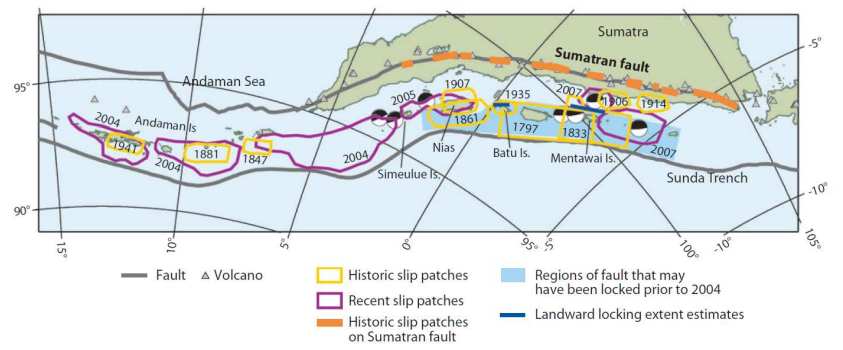 Sumatra
-5°
Sumatran fault
Andaman Sea
95°
1907
2005
1935
2007
1906
1914
2004
Andaman Is
1941
1881
1847
2004
2004
1861
1797
1833
Nias
Batu Is.
Mentawai Is.
2007
Simeulue Is.
Sunda Trench
-10°
90°
15°
10°
5°
0°
95°
-5°
100°
-10°
105°
Fault
Volcano
Historic slip patches
Recent slip patches
Historic slip patches
on Sumatran fault
Regions of fault that may
have been locked prior to 2004
Landward locking extent estimates